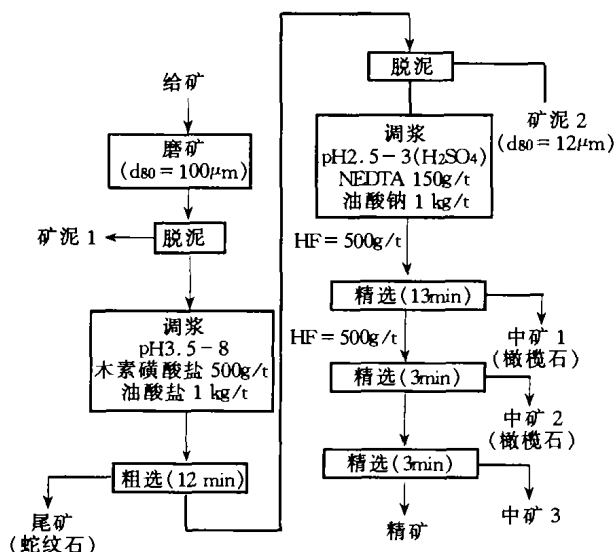 给矿
磨矿
(d80 = 100μm)
矿泥 1
脱泥
调浆
pH3.5 - 8
木素磺酸盐 500g/t
油酸盐 1 kg/t
粗选(12 min)
尾矿
(蛇纹石)
脱泥
矿泥 2
(d80 = 12μm)
调浆
pH2.5 - 3(H₂SO₄)
NEDTA 150g/t
油酸钠 1 kg/t
HF = 500g/t
精选(13min)
中矿 1
(橄榄石)
HF = 500g/t
精选(3min)
中矿 2
(橄榄石)
精选(3min)
中矿 3
精矿